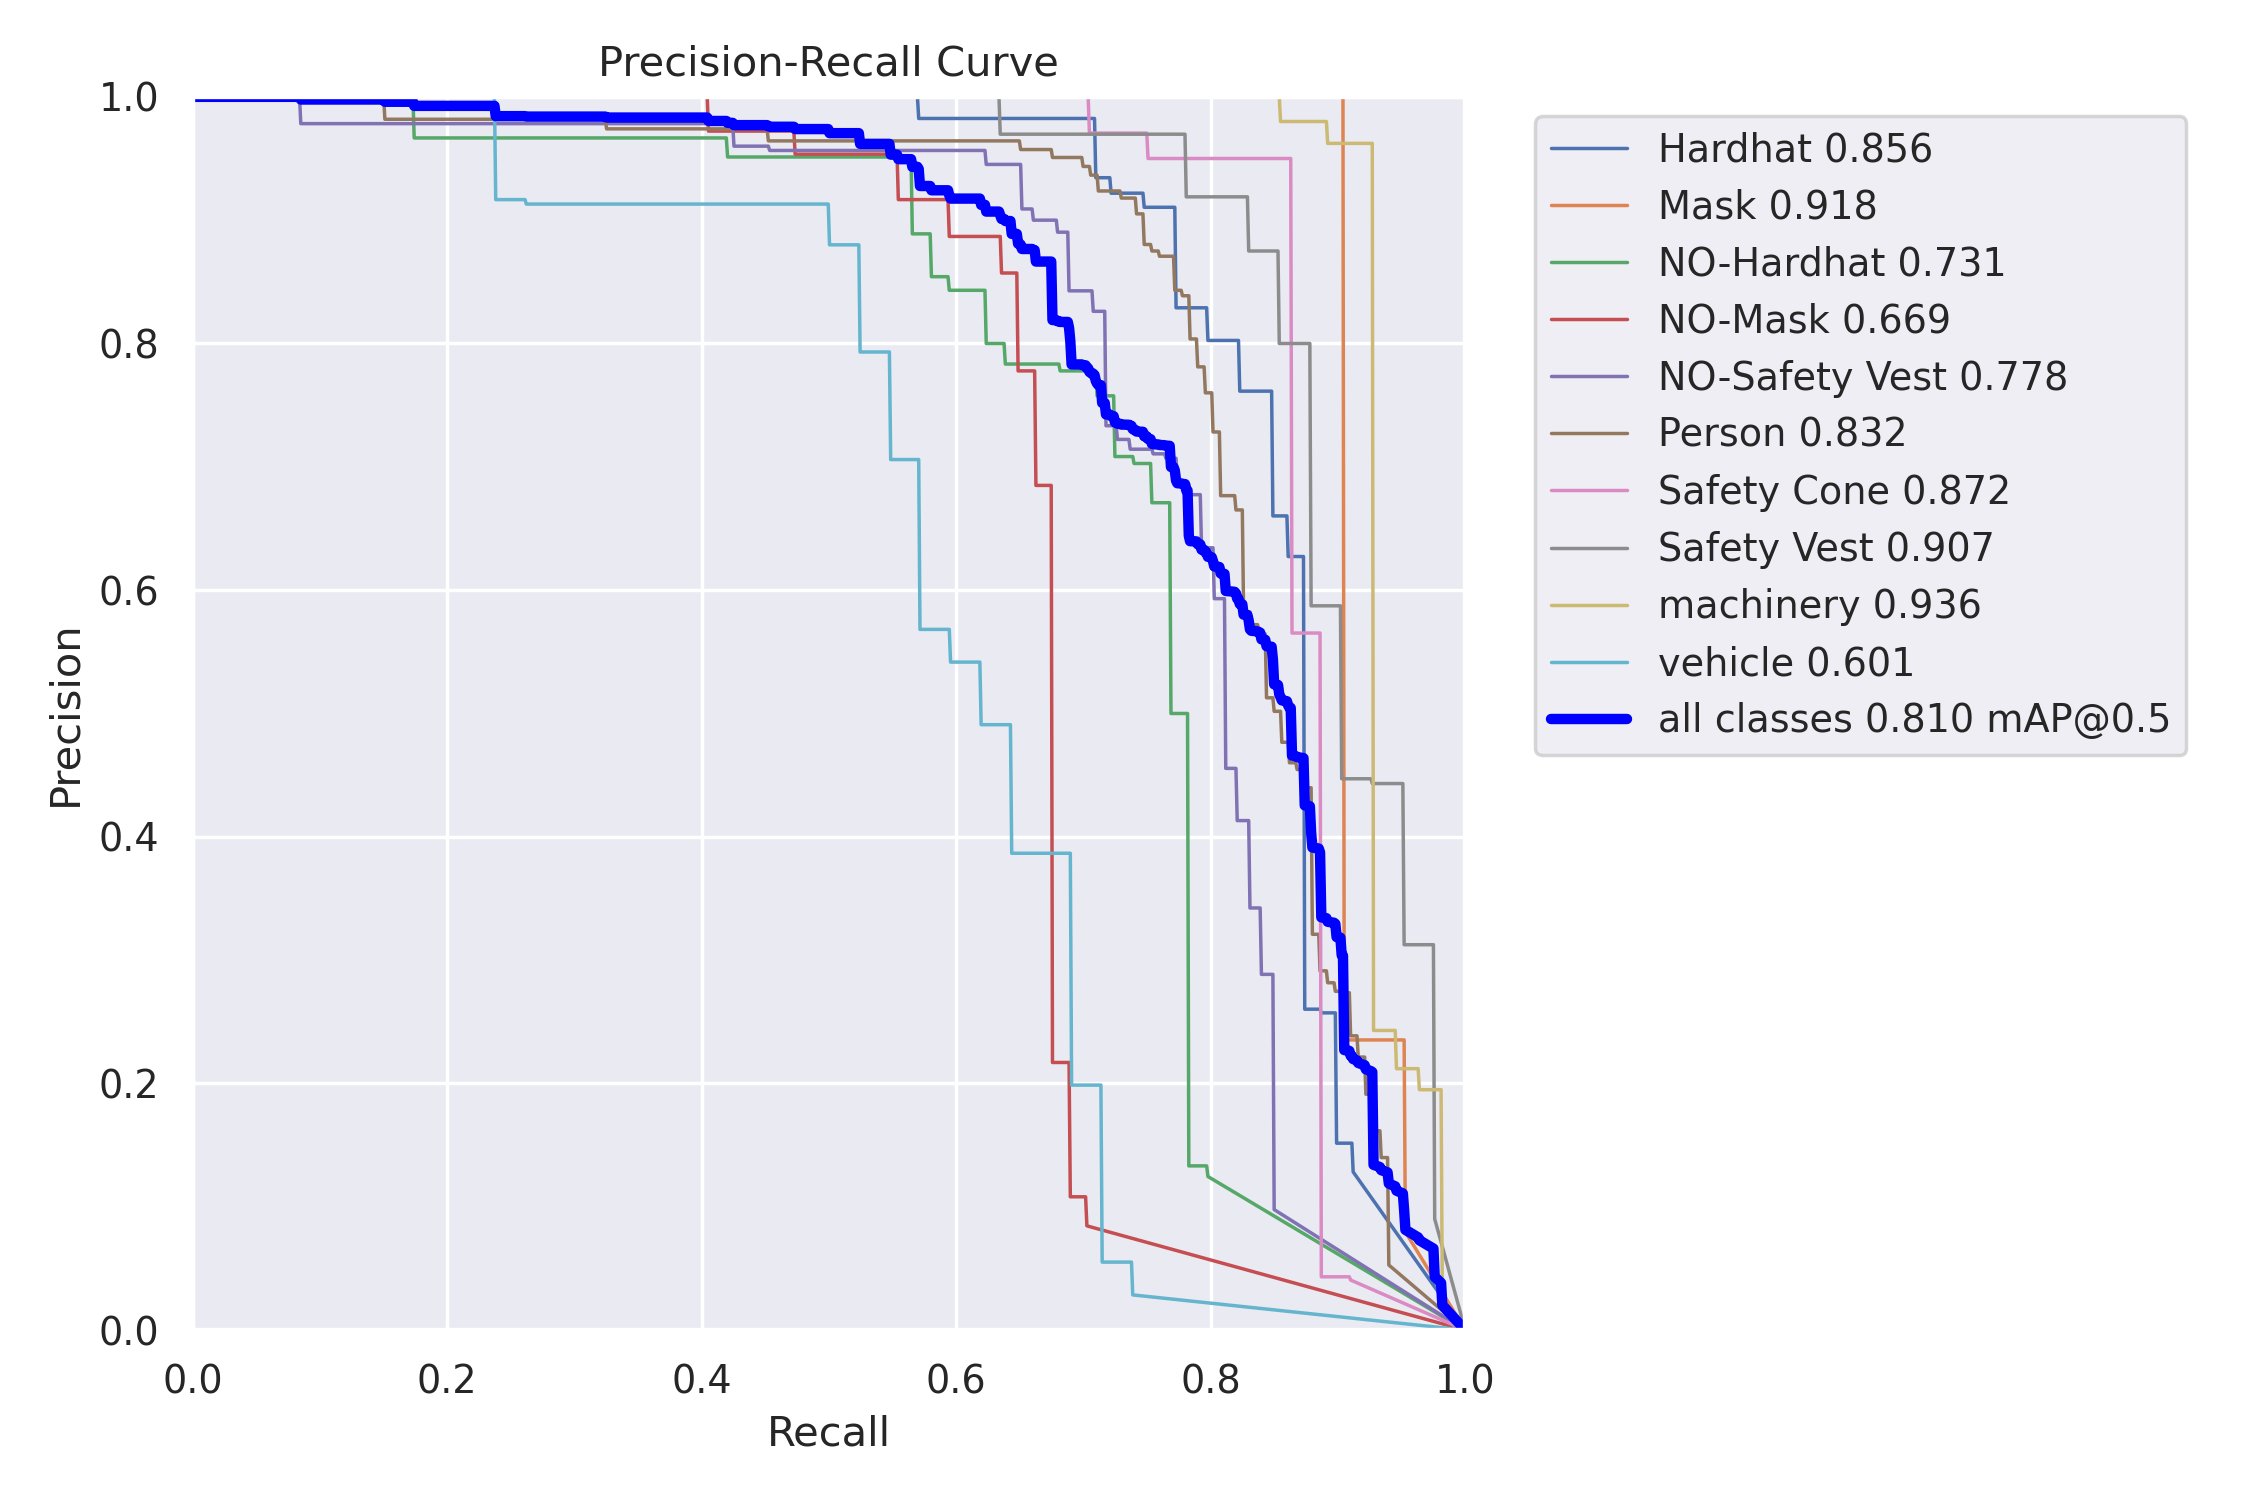 Precision-Recall Curve
1.0
0.8
0.6
0.4
0.2
0.0
Precision
0.0 0.2 0.4 0.6 0.8 1.0
Recall
Hardhat 0.856
Mask 0.918
NO-Hardhat 0.731
NO-Mask 0.669
NO-Safety Vest 0.778
Person 0.832
Safety Cone 0.872
Safety Vest 0.907
machinery 0.936
vehicle 0.601
all classes 0.810 mAP@0.5